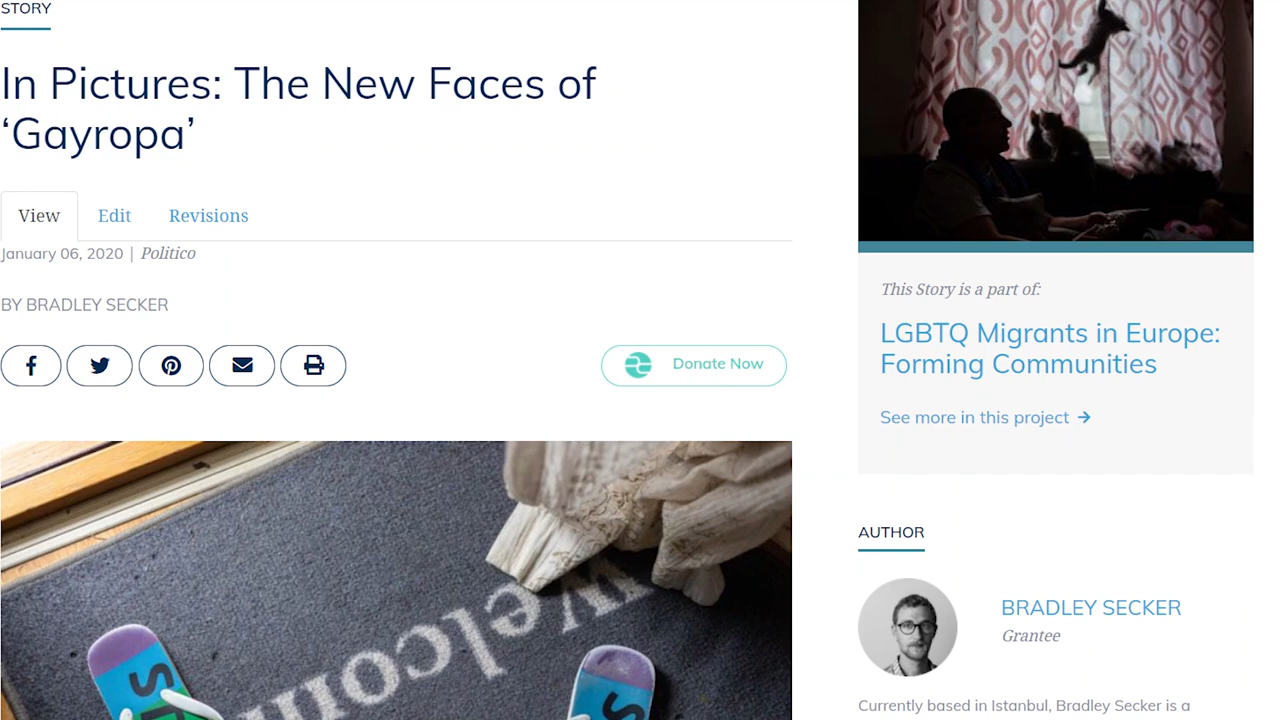 STORY
In Pictures: The New Faces of
‘Gayropa’
View Edit Revisions
January 06, 2020 | Politico
BY BRADLEY SECKER
Donate Now
welcom
This Story is a part of:
LGBTQ Migrants in Europe:
Forming Communities
See more in this project →
AUTHOR
BRADLEY SECKER
Grantee
Currently based in Istanbul, Bradley Secker is a